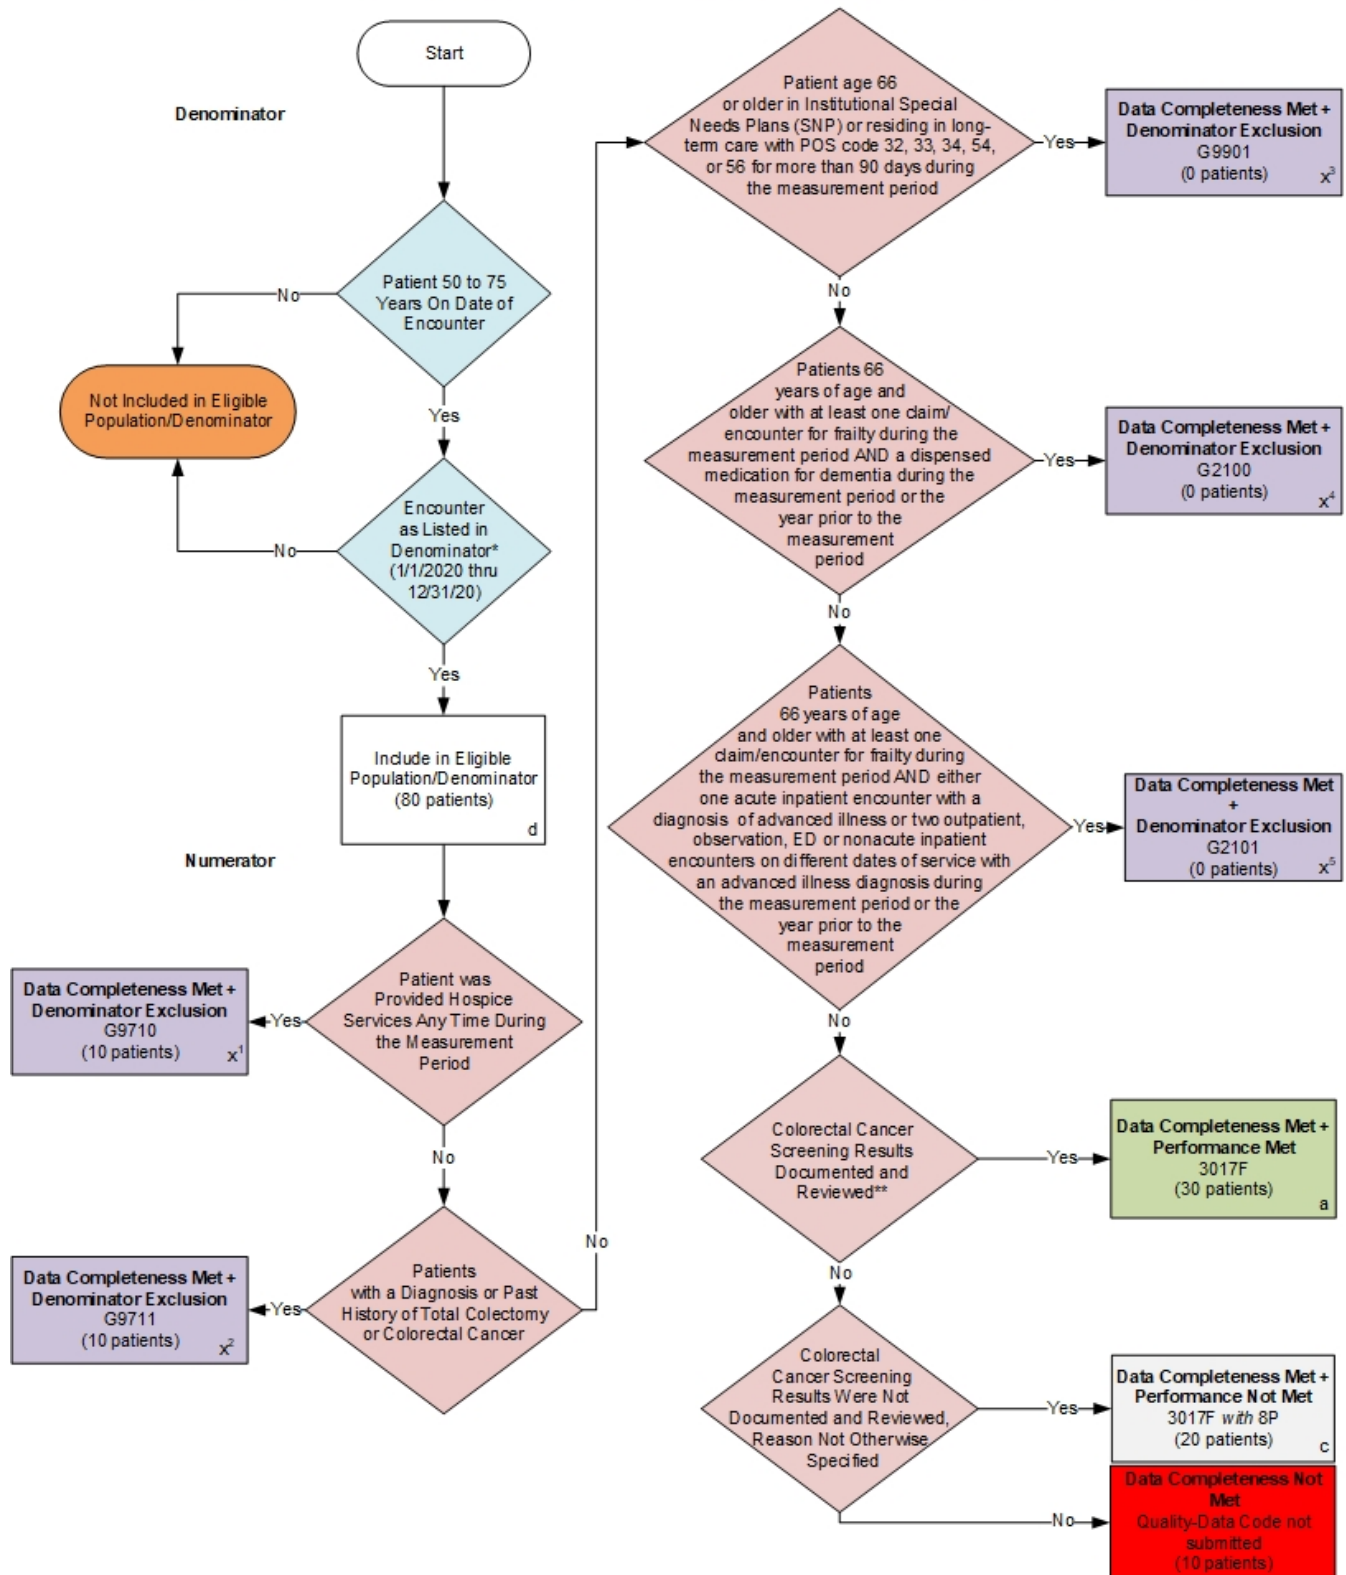 Start
Denominator
Patient 50 to 75
Years On Date of
Encounter
No
Not Included in Eligible
Population/Denominator
Yes
Encounter
as Listed in
Denominator*
(1/1/2020 thru
12/31/20)
No
Yes
Include in Eligible
Population/Denominator
(80 patients)
d
Numerator
Patient was
Provided Hospice
Services Any Time During
the Measurement
Period
Yes
Data Completeness Met +
Denominator Exclusion
G9710
(10 patients)
x¹
No
Patients
with a Diagnosis or Past
History of Total Colectomy
or Colorectal Cancer
Yes
Data Completeness Met +
Denominator Exclusion
G9711
(10 patients)
x²
No
Patient age 66
or older in Institutional Special
Needs Plans (SNP) or residing in long-
term care with POS code 32, 33, 34, 54,
or 56 for more than 90 days during
the measurement period
Yes
Data Completeness Met +
Denominator Exclusion
G9901
(0 patients)
x³
No
Patients 66
years of age and
older with at least one claim/
encounter for frailty during the
measurement period AND a dispensed
medication for dementia during the
measurement period or the
year prior to the
measurement
period
Yes
Data Completeness Met +
Denominator Exclusion
G2100
(0 patients)
x⁴
No
Patients
66 years of age
and older with at least one
claim/encounter for frailty during
the measurement period AND either
one acute inpatient encounter with a
diagnosis of advanced illness or two outpatient,
observation, ED or nonacute inpatient
encounters on different dates of service with
an advanced illness diagnosis during
the measurement period or the
year prior to the
measurement
period
Yes
Data Completeness Met
+
Denominator Exclusion
G2101
(0 patients)
x⁵
No
Colorectal Cancer
Screening Results
Documented and
Reviewed**
Yes
Data Completeness Met +
Performance Met
3017F
(30 patients)
a
No
Colorectal
Cancer Screening
Results Were Not
Documented and Reviewed,
Reason Not Otherwise
Specified
Yes
Data Completeness Met +
Performance Not Met
3017F with 8P
(20 patients)
c
No
Data Completeness Not
Met
Quality-Data Code not
submitted
(10 patients)